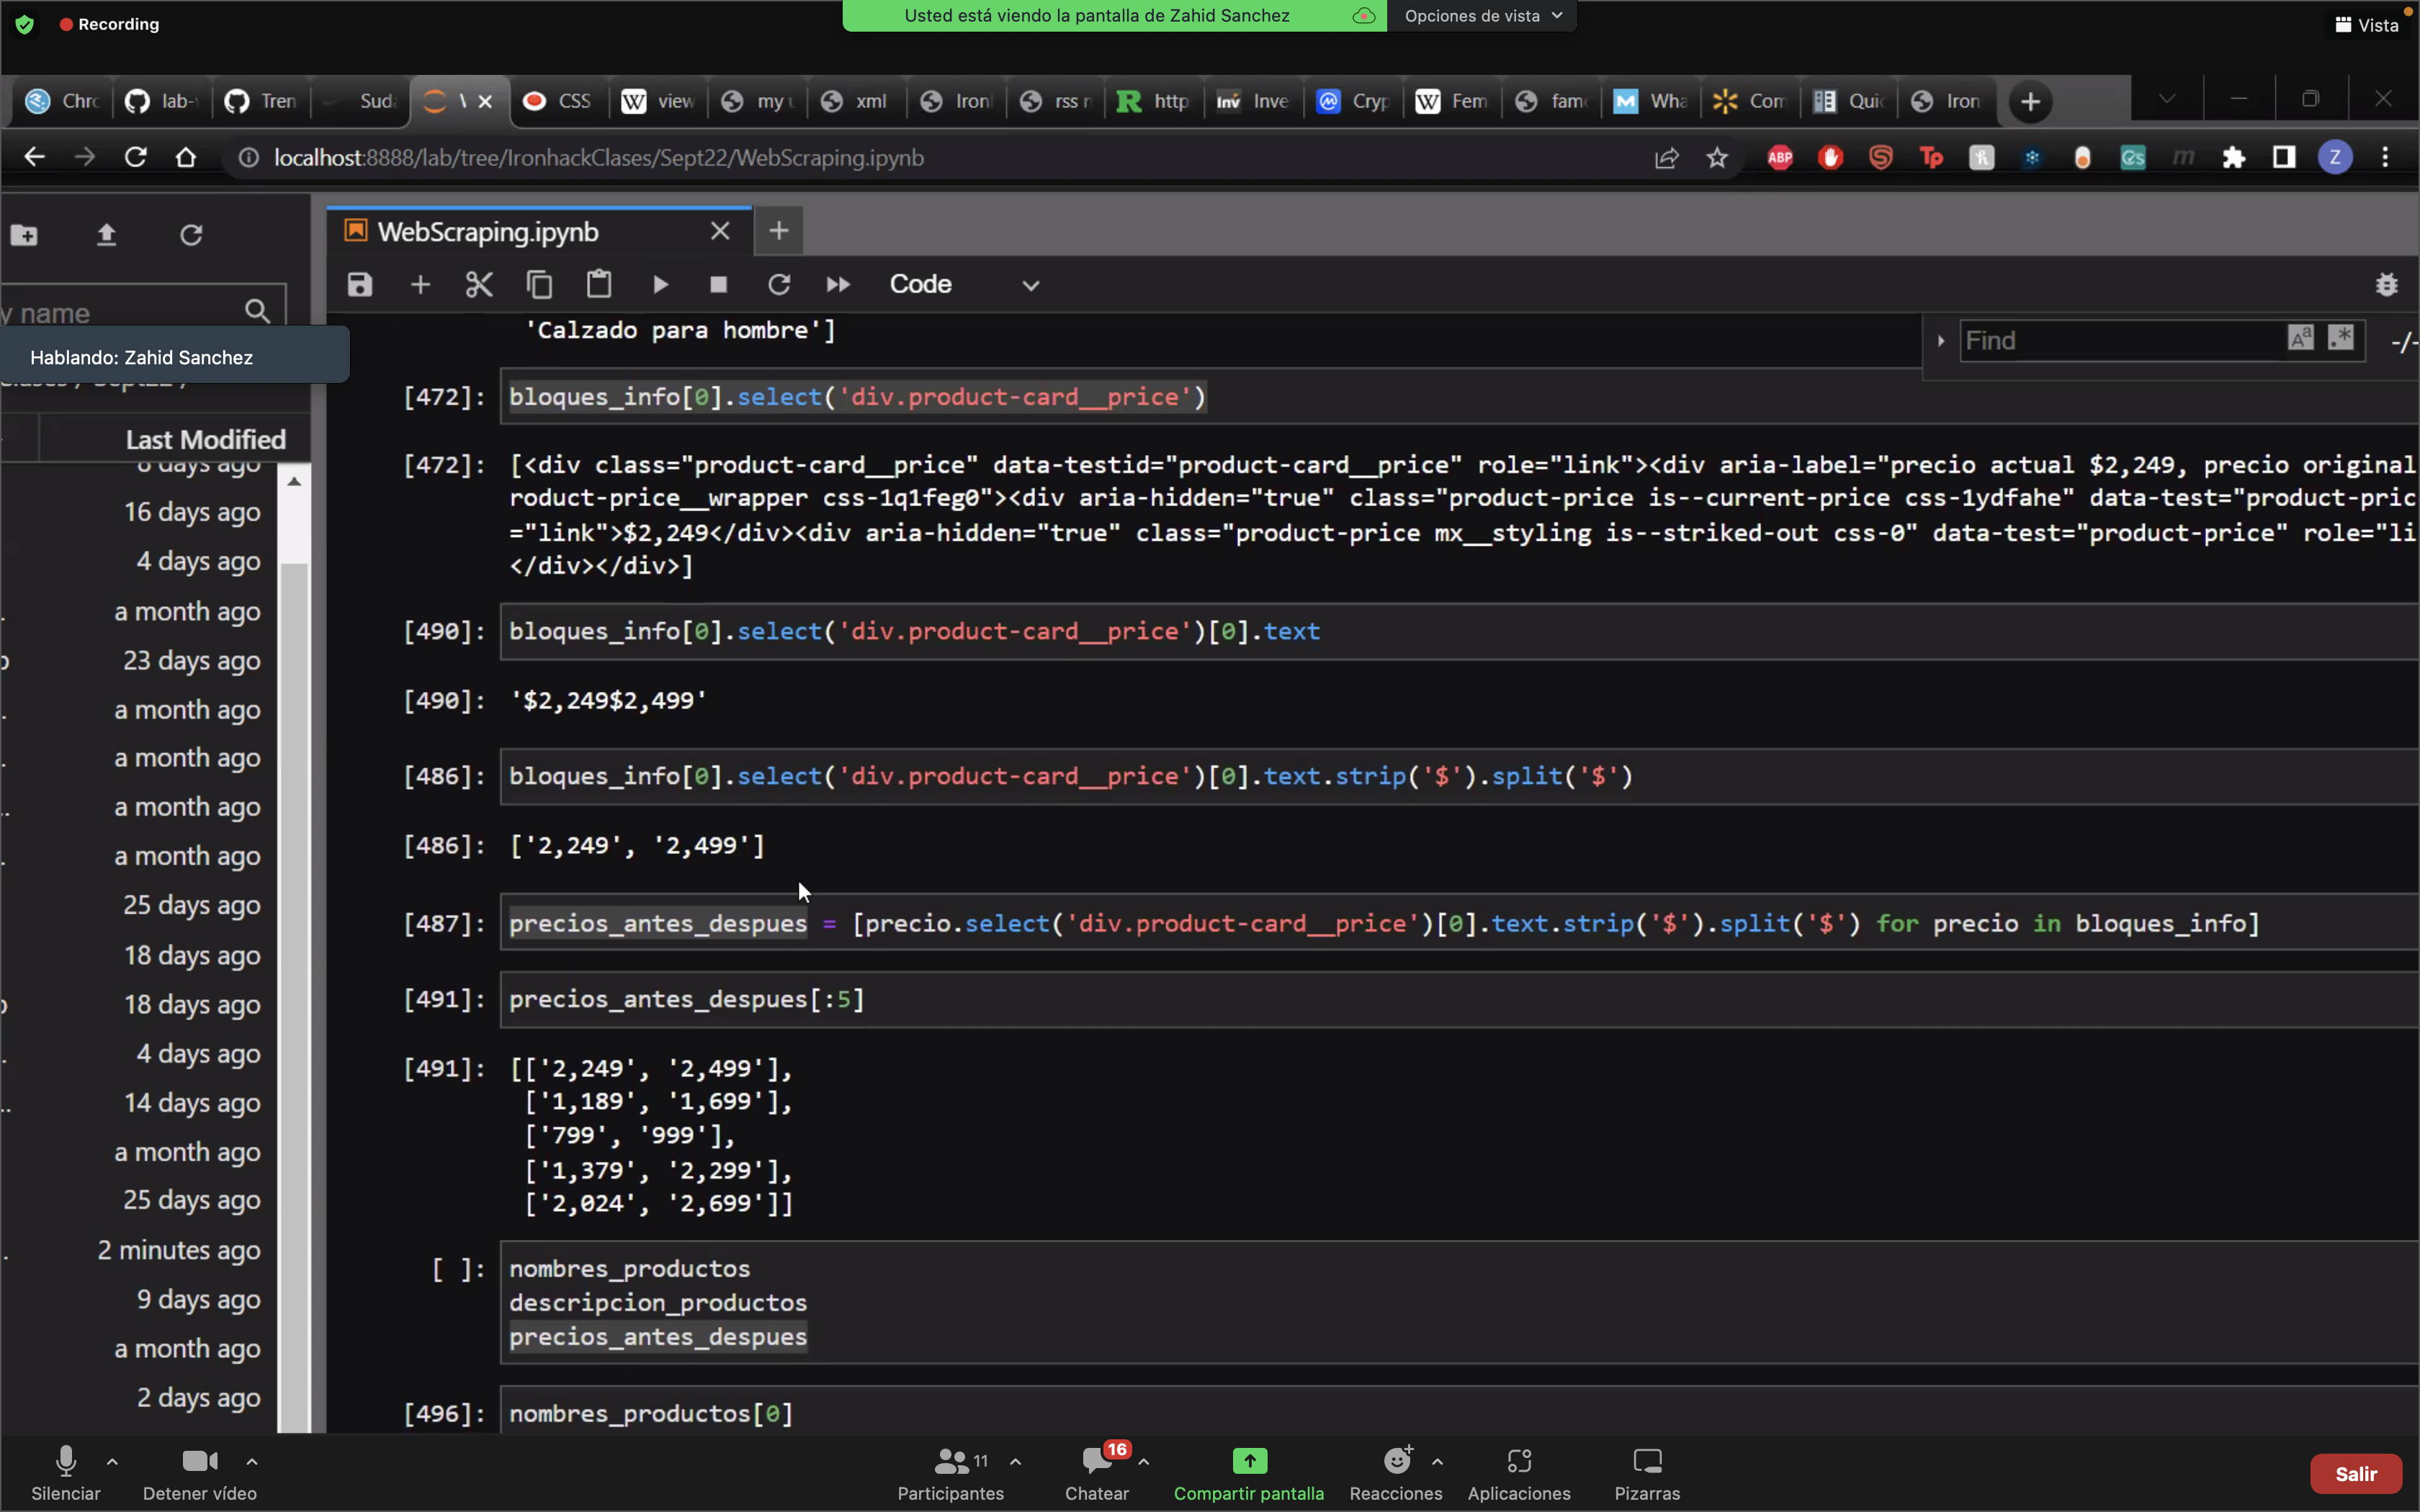 Recording
Usted está viendo la pantalla de Zahid Sanchez
Opciones de vista
Vista
Chrc
lab-
Tren
Suda
CSS
view
my u
xml
Iron
rss n
http
Inve
Cryp
Fem
fam
Wha
Com
Quic
Iron
localhost:8888/lab/tree/IronhackClases/Sept22/WebScraping.ipynb
WebScraping.ipynb
Code
y name
Hablando: Zahid Sanchez
Find
-/-
Last Modified
16 days ago
4 days ago
a month ago
23 days ago
a month ago
a month ago
a month ago
a month ago
25 days ago
18 days ago
18 days ago
4 days ago
14 days ago
a month ago
25 days ago
2 minutes ago
9 days ago
a month ago
2 days ago
'Calzado para hombre']
[472]: bloques_info[0].select('div.product-card__price')
[472]: [<div class="product-card__price" data-testid="product-card__price" role="link"><div aria-label="precio actual $2,249, precio original
roduct-price__wrapper css-1q1feg0"><div aria-hidden="true" class="product-price is--current-price css-1ydfahe" data-test="product-pric
="link">$2,249</div><div aria-hidden="true" class="product-price mx__styling is--striked-out css-0" data-test="product-price" role="li
</div></div>]
[490]: bloques_info[0].select('div.product-card__price')[0].text
[490]: '$2,249$2,499'
[486]: bloques_info[0].select('div.product-card__price')[0].text.strip('$').split('$')
[486]: ['2,249', '2,499']
[487]: precios_antes_despues = [precio.select('div.product-card__price')[0].text.strip('$').split('$') for precio in bloques_info]
[491]: precios_antes_despues[:5]
[491]: [['2,249', '2,499'],
['1,189', '1,699'],
['799', '999'],
['1,379', '2,299'],
['2,024', '2,699']]
[ ]: nombres_productos
descripcion_productos
precios_antes_despues
[496]: nombres_productos[0]
Silenciar
Detener vídeo
11
Participantes
16
Chatear
Compartir pantalla
Reacciones
Aplicaciones
Pizarras
Salir